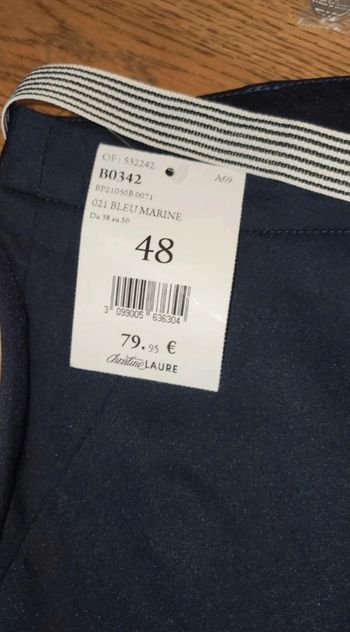 OF : 532242
B0342 A69
BP21050B 0071
021 BLEU MARINE
Du 38 au 50
48
3 099005 636304
79.95 €
Christine LAURE